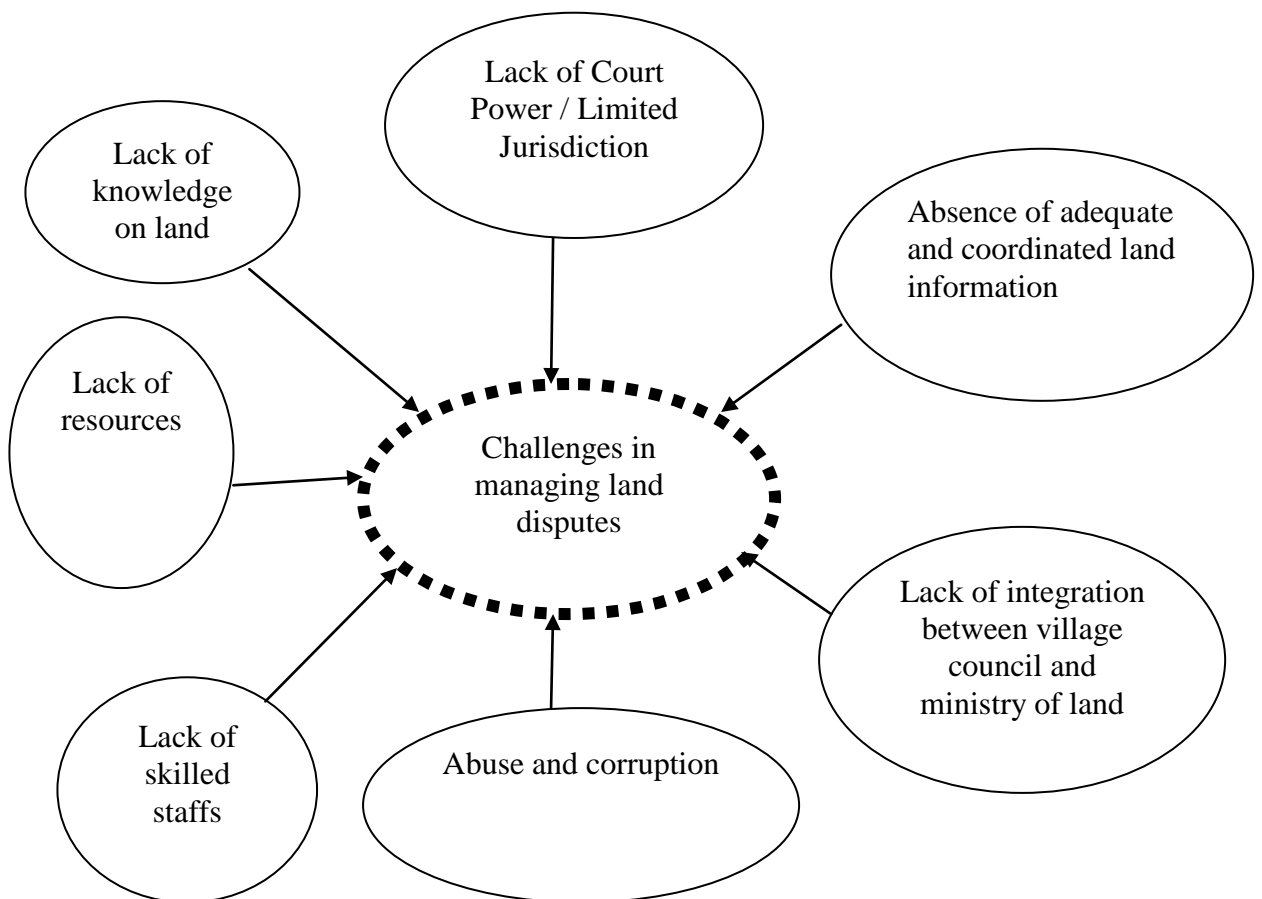 Lack of Court
Power / Limited
Jurisdiction
Lack of
knowledge
on land
Absence of adequate
and coordinated land
information
Lack of
resources
Challenges in
managing land
disputes
Lack of integration
between village
council and
ministry of land
Lack of
skilled
staffs
Abuse and corruption